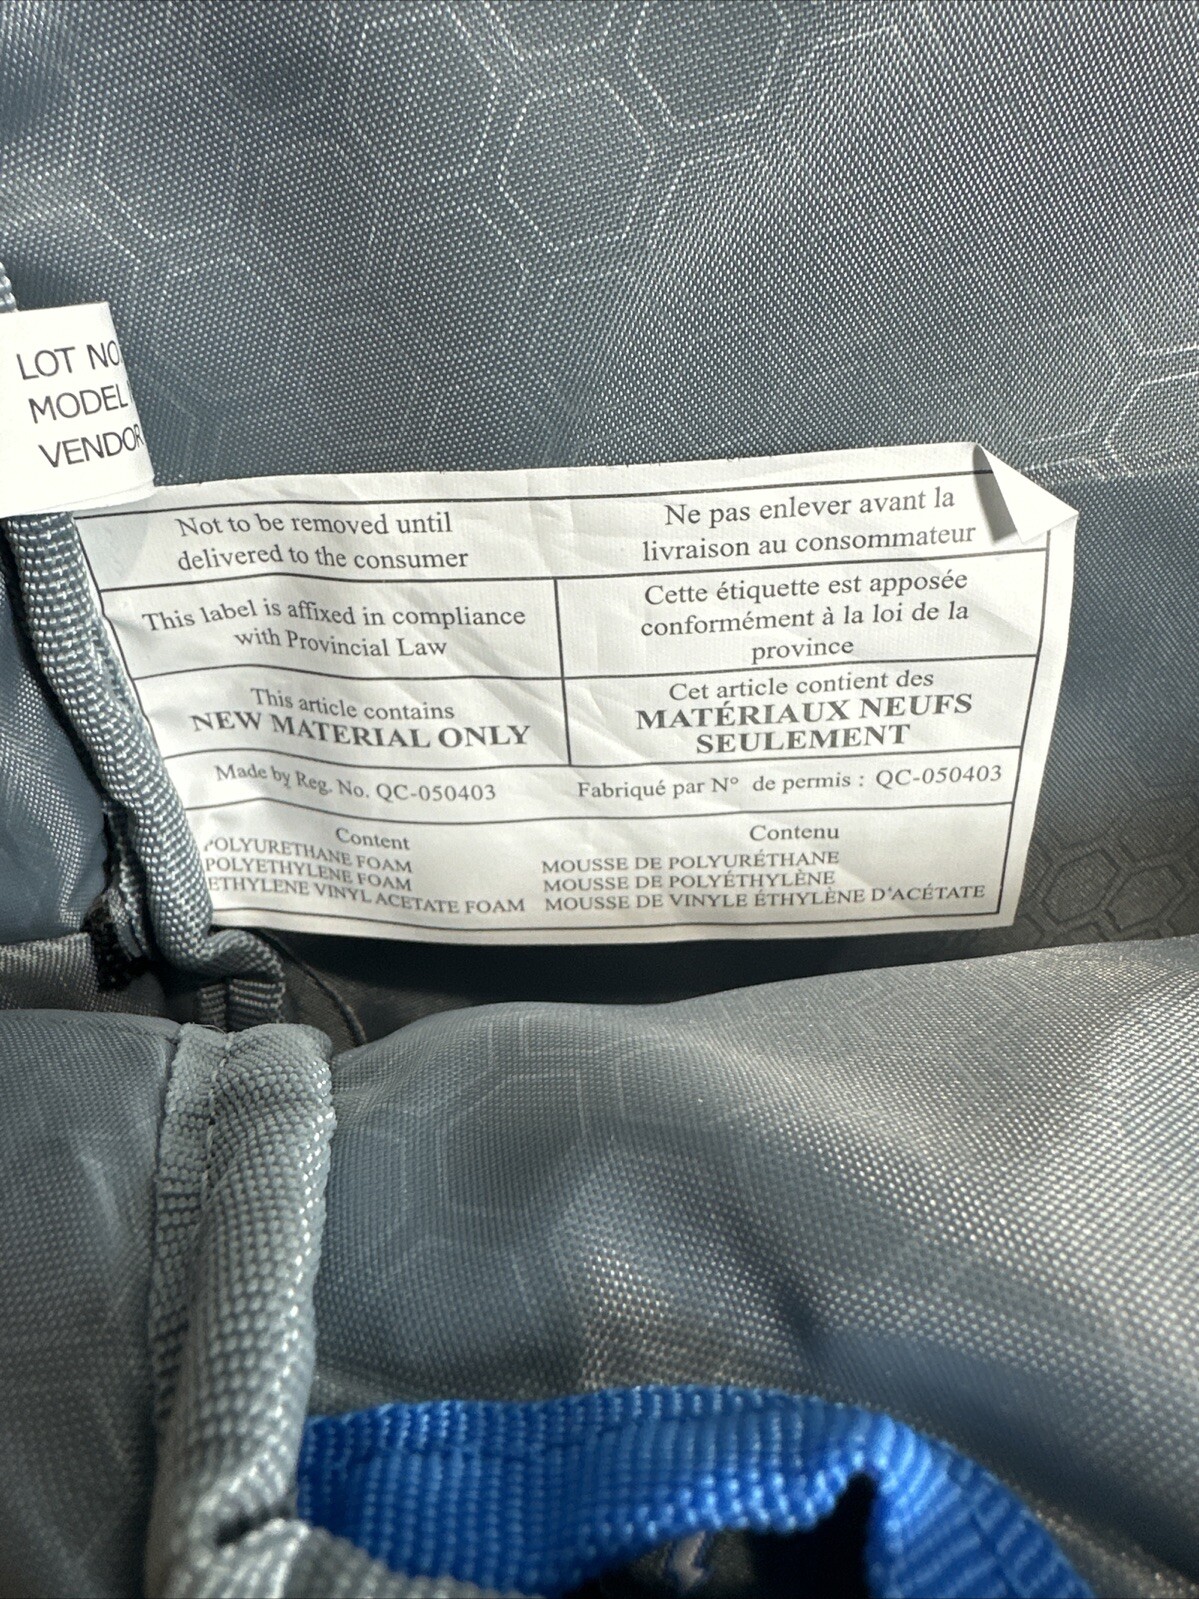 LOT NO.
MODEL
VENDOR
Not to be removed until
delivered to the consumer
Ne pas enlever avant la
livraison au consommateur
This label is affixed in compliance
with Provincial Law
Cette étiquette est apposée
conformément à la loi de la
province
This article contains
NEW MATERIAL ONLY
Cet article contient des
MATÉRIAUX NEUFS
SEULEMENT
Made by Reg. No. QC-050403
Fabriqué par N° de permis : QC-050403
Content
POLYURETHANE FOAM
POLYETHYLENE FOAM
ETHYLENE VINYL ACETATE FOAM
Contenu
MOUSSE DE POLYURÉTHANE
MOUSSE DE POLYÉTHYLÈNE
MOUSSE DE VINYLE ÉTHYLÈNE D'ACÉTATE